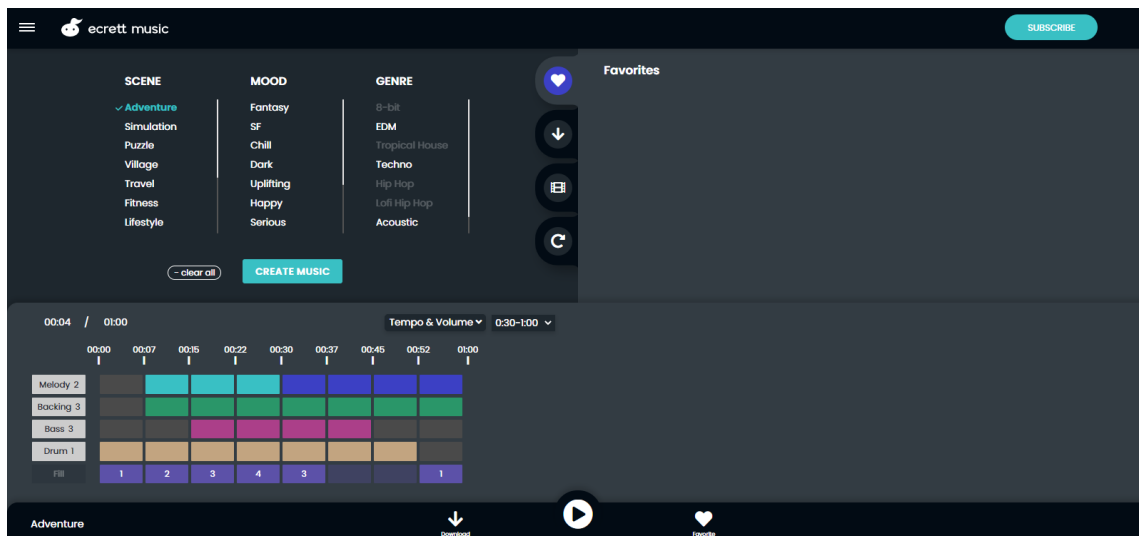 ecrett music
SUBSCRIBE
SCENE
Adventure
Simulation
Puzzle
Village
Travel
Fitness
Lifestyle
MOOD
Fantasy
SF
Chill
Dark
Uplifting
Happy
Serious
GENRE
8-bit
EDM
Tropical House
Techno
Hip Hop
Lofi Hip Hop
Acoustic
- clear all
CREATE MUSIC
Favorites
00:04 / 01:00
Tempo & Volume
0:30-1:00
00:00 00:07 00:15 00:22 00:30 00:37 00:45 00:52 01:00
Melody 2
Backing 3
Bass 3
Drum 1
Fill 1 2 3 4 3 1
Adventure
Download
Favorite